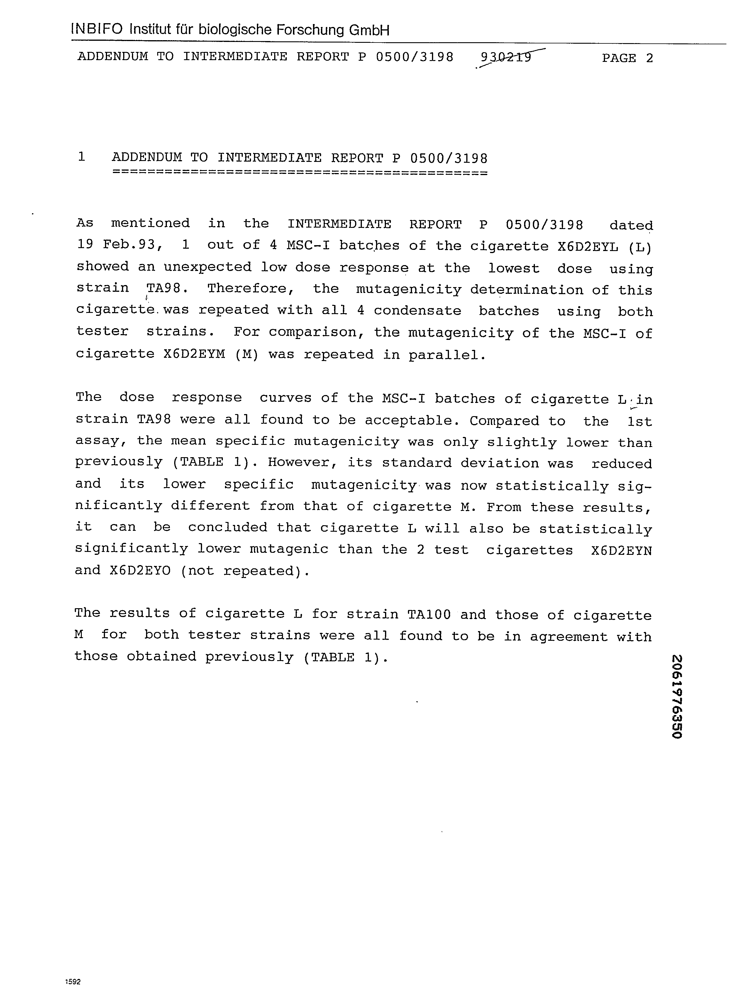 INBIFO Institut für biologische Forschung GmbH
ADDENDUM TO INTERMEDIATE REPORT P 0500/3198 930219 PAGE 2
1 ADDENDUM TO INTERMEDIATE REPORT P 0500/3198
===========================================
As mentioned in the INTERMEDIATE REPORT P 0500/3198 dated
19 Feb.93, 1 out of 4 MSC-I batches of the cigarette X6D2EYL (L)
showed an unexpected low dose response at the lowest dose using
strain TA98. Therefore, the mutagenicity determination of this
cigarette was repeated with all 4 condensate batches using both
tester strains. For comparison, the mutagenicity of the MSC-I of
cigarette X6D2EYM (M) was repeated in parallel.
The dose response curves of the MSC-I batches of cigarette L in
strain TA98 were all found to be acceptable. Compared to the 1st
assay, the mean specific mutagenicity was only slightly lower than
previously (TABLE 1). However, its standard deviation was reduced
and its lower specific mutagenicity was now statistically sig-
nificantly different from that of cigarette M. From these results,
it can be concluded that cigarette L will also be statistically
significantly lower mutagenic than the 2 test cigarettes X6D2EYN
and X6D2EYO (not repeated).
The results of cigarette L for strain TA100 and those of cigarette
M for both tester strains were all found to be in agreement with
those obtained previously (TABLE 1).
2061976350
1592